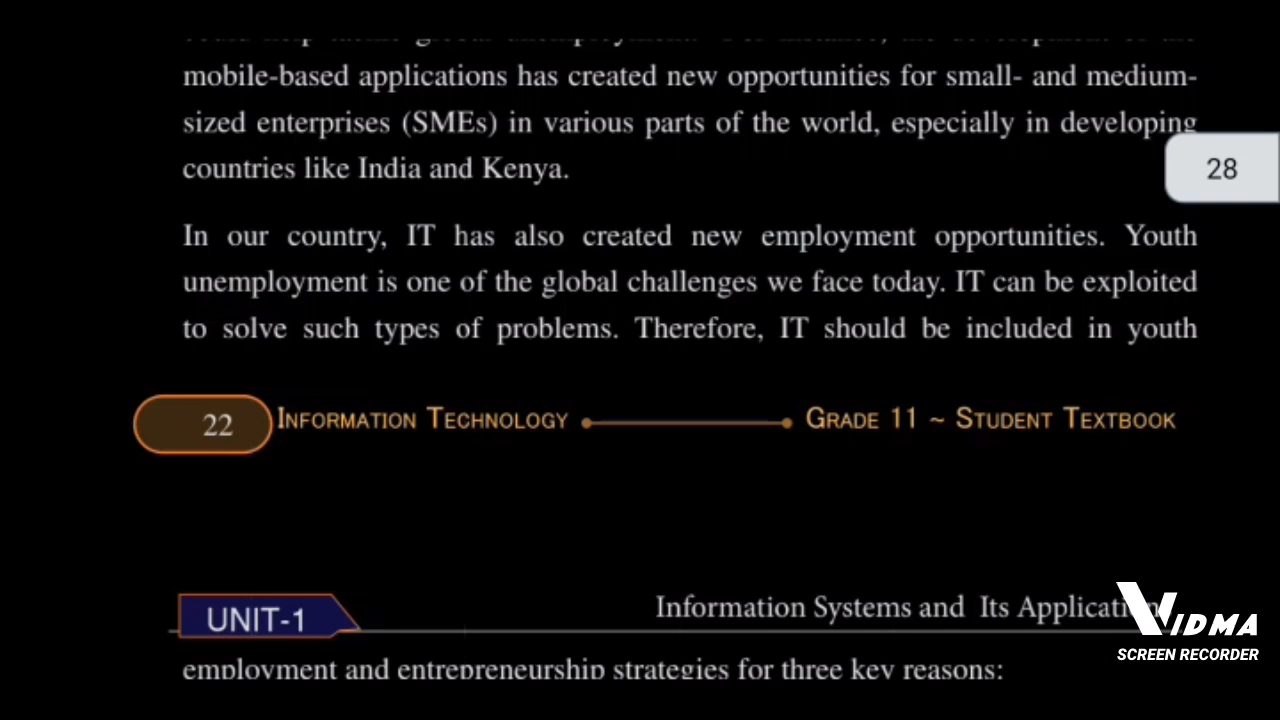 mobile-based applications has created new opportunities for small- and medium-
sized enterprises (SMEs) in various parts of the world, especially in developing
28
countries like India and Kenya.
In our country, IT has also created new employment opportunities. Youth
unemployment is one of the global challenges we face today. IT can be exploited
to solve such types of problems. Therefore, IT should be included in youth
22 INFORMATION TECHNOLOGY GRADE 11 ~ STUDENT TEXTBOOK
UNIT-1 Information Systems and Its Application
VIDMA
SCREEN RECORDER
employment and entrepreneurship strategies for three key reasons: